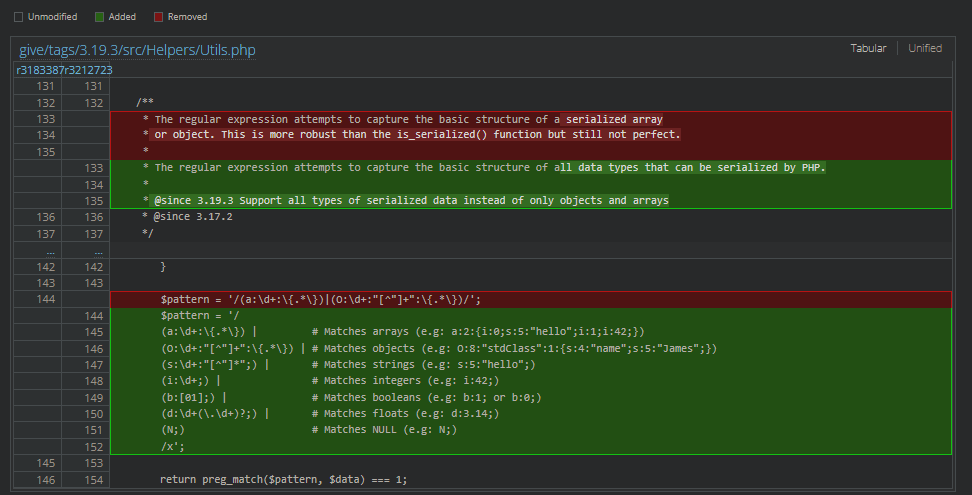 Unmodified Added Removed
give/tags/3.19.3/src/Helpers/Utils.php Tabular Unified
r3183387r3212723
131 131
132 132 /**
133 * The regular expression attempts to capture the basic structure of a serialized array
134 * or object. This is more robust than the is_serialized() function but still not perfect.
135 *
133 * The regular expression attempts to capture the basic structure of all data types that can be serialized by PHP.
134 *
135 * @since 3.19.3 Support all types of serialized data instead of only objects and arrays
136 136 * @since 3.17.2
137 137 */
… …
142 142 }
143 143
144 $pattern = '/(a:\d+:\{.*\})|(O:\d+:"[^"]+":\{.*\})/';
144 $pattern = '/
145 (a:\d+:\{.*\}) | # Matches arrays (e.g: a:2:{i:0;s:5:"hello";i:1;i:42;})
146 (O:\d+:"[^"]+":\{.*\}) | # Matches objects (e.g: O:8:"stdClass":1:{s:4:"name";s:5:"James";})
147 (s:\d+:"[^"]*";) | # Matches strings (e.g: s:5:"hello";)
148 (i:\d+;) | # Matches integers (e.g: i:42;)
149 (b:[01];) | # Matches booleans (e.g: b:1; or b:0;)
150 (d:\d+(\.\d+)?;) | # Matches floats (e.g: d:3.14;)
151 (N;) # Matches NULL (e.g: N;)
152 /x';
145 153
146 154 return preg_match($pattern, $data) === 1;